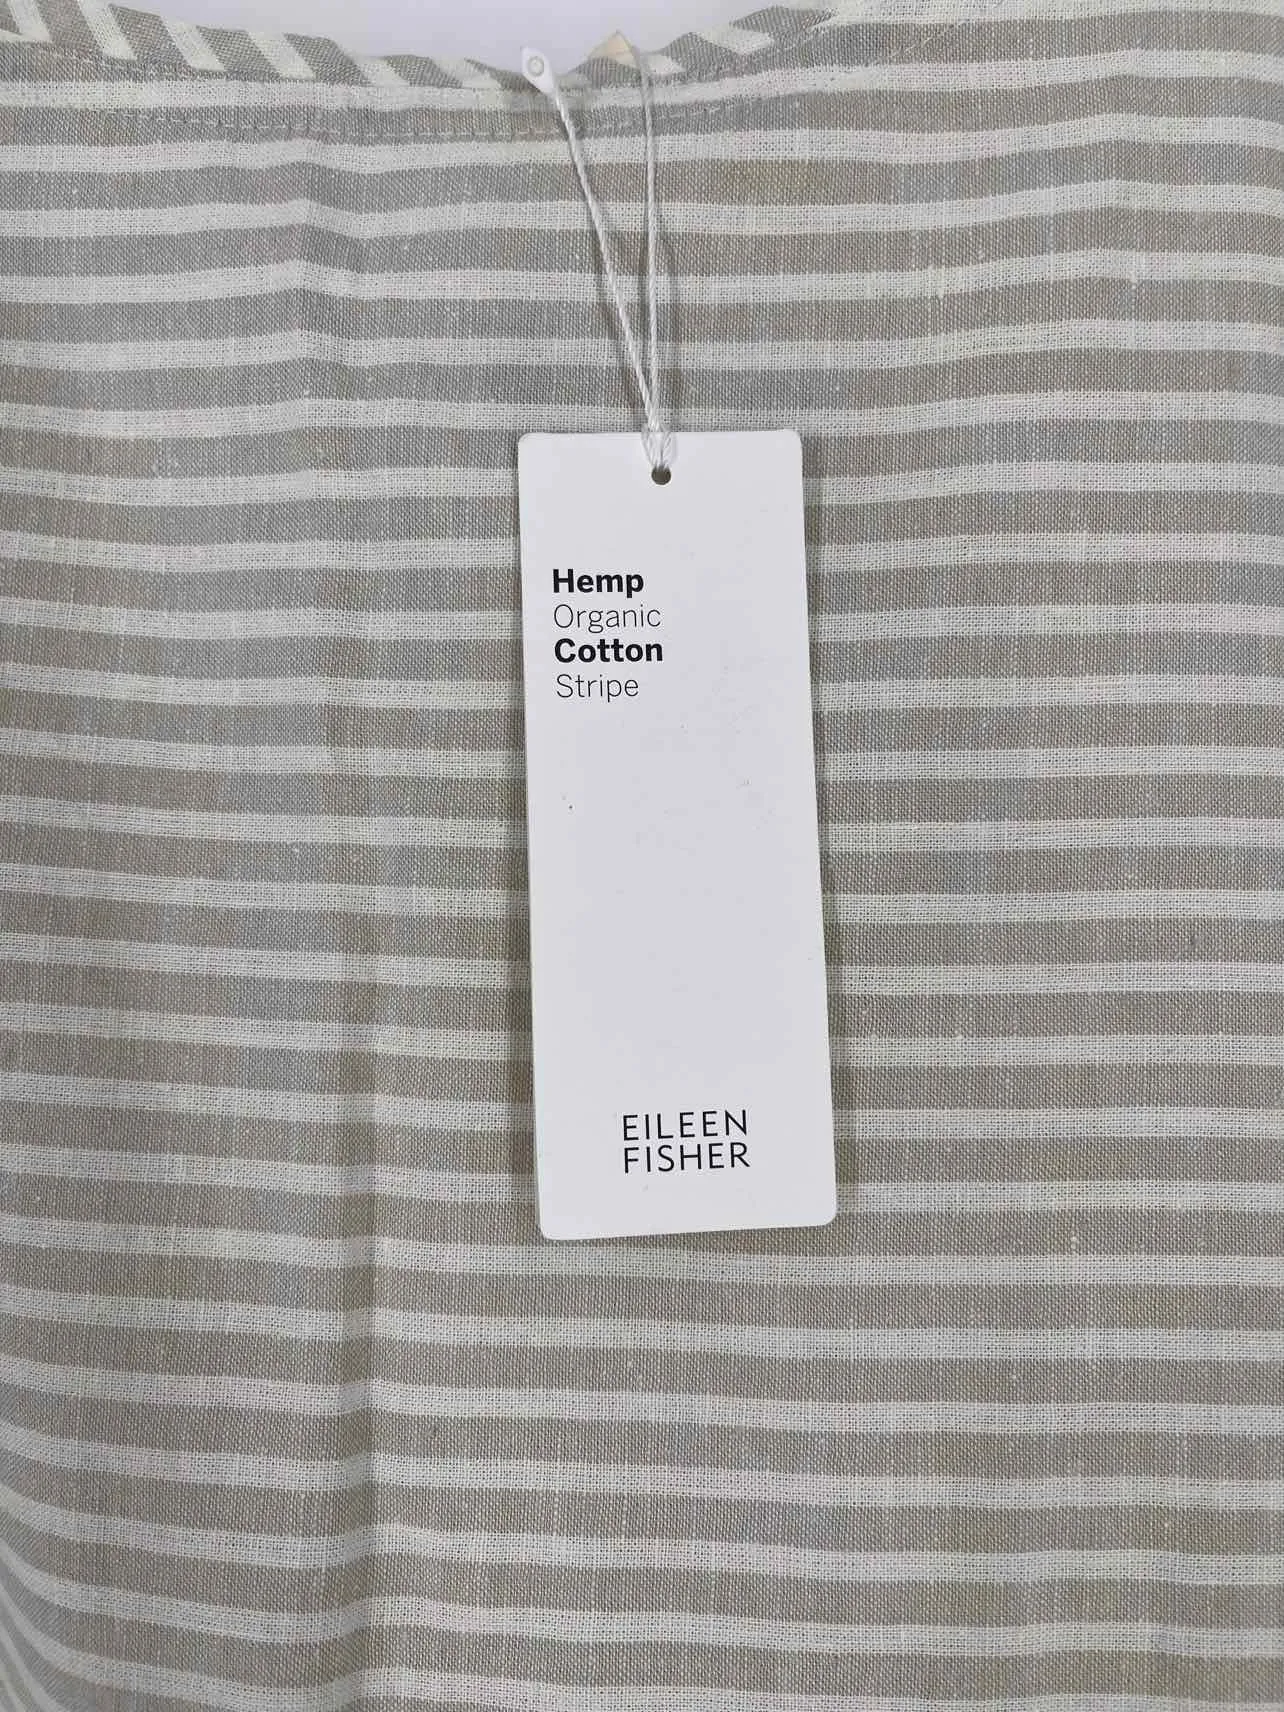 Hemp
Organic
Cotton
Stripe
EILEEN
FISHER